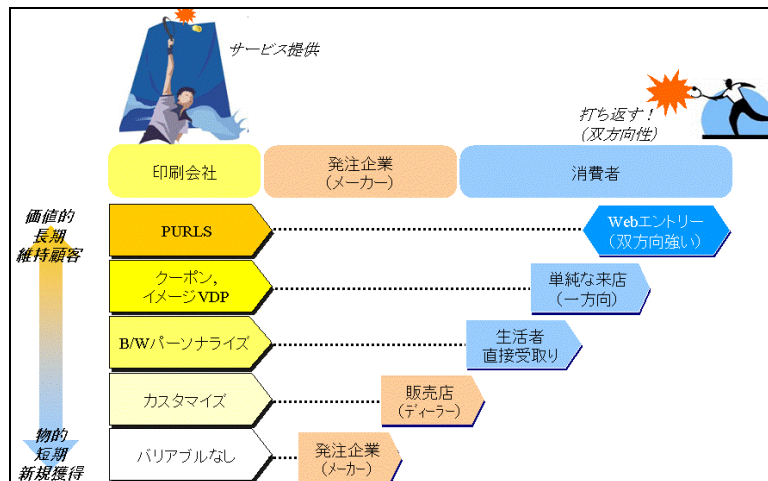 サービス提供
打ち返す！
(双方向性)
印刷会社
発注企業
(メーカー)
消費者
価値的
長期
維持顧客
PURLS
Webエントリー
(双方向強い)
クーポン,
イメージVDP
単純な来店
(一方向)
B/Wパーソナライズ
生活者
直接受取り
カスタマイズ
販売店
(ディーラー)
物的
短期
新規獲得
バリアブルなし
発注企業
(メーカー)